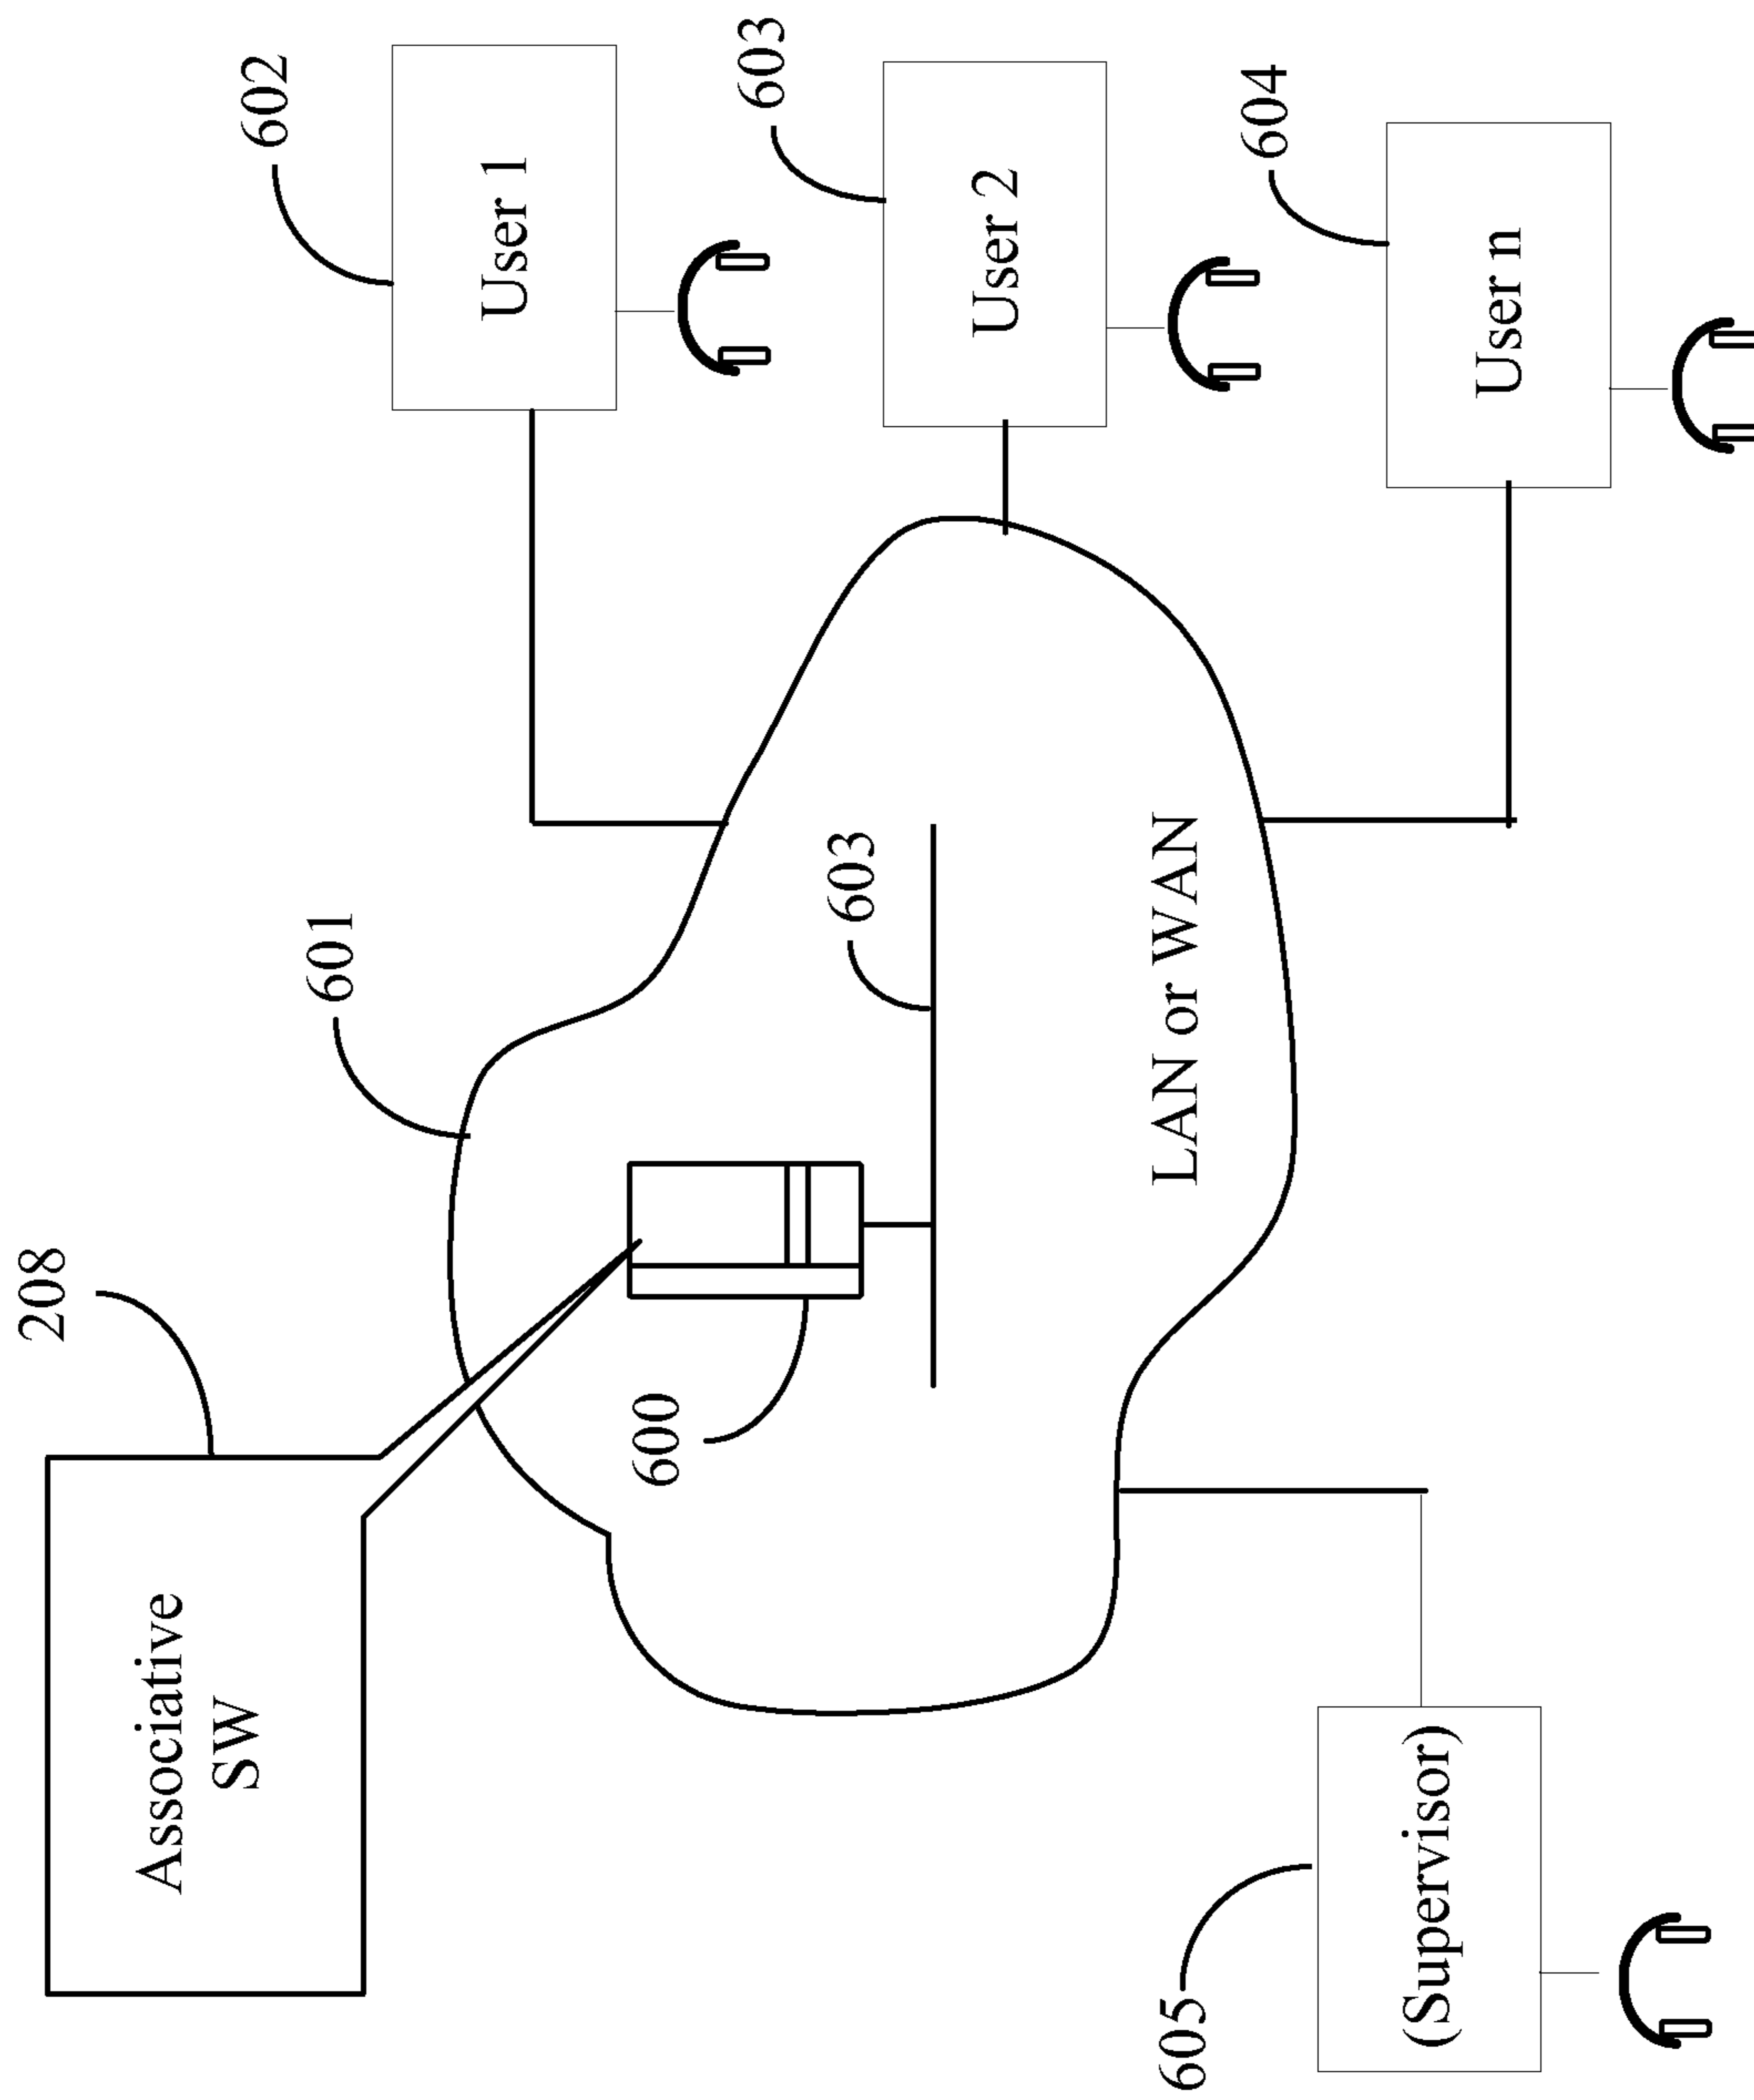 208
Associative
SW
601
602
User 1
600
603
603
User 2
LAN or WAN
604
User n
605
(Supervisor)